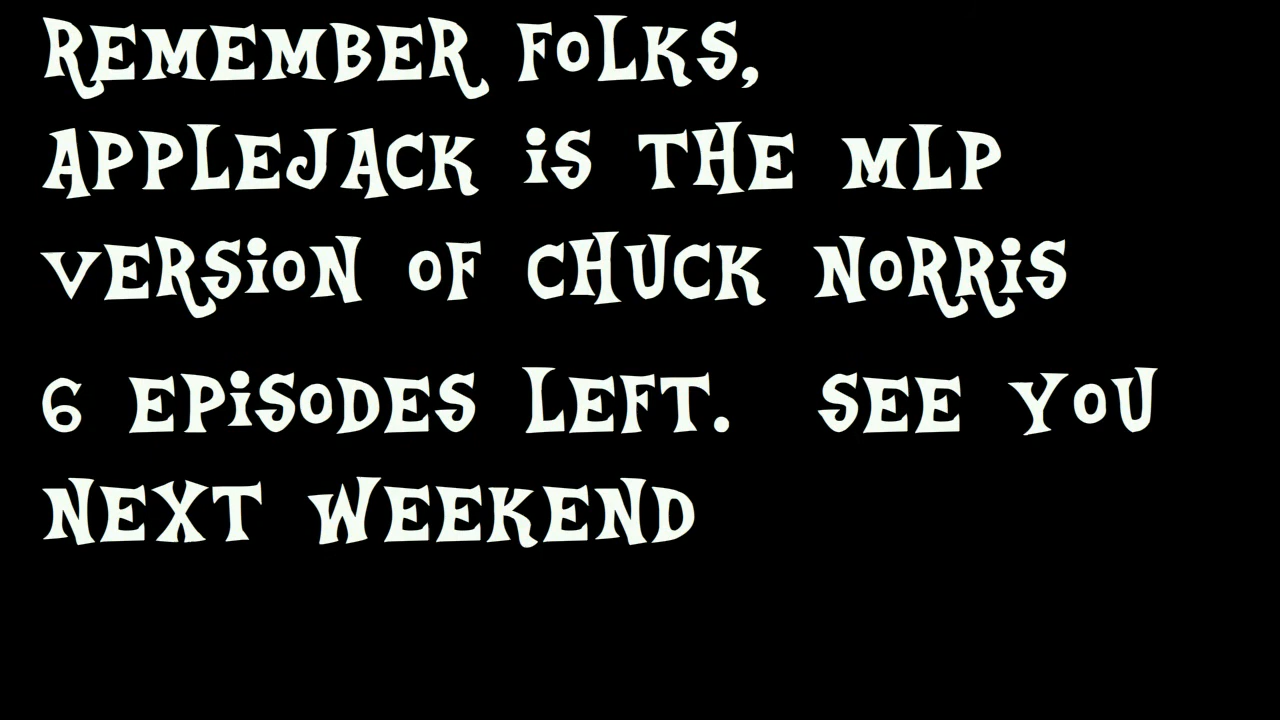 REMEMBER FOLKS,
APPLEJACK iS THE MLP
VERSiON OF CHUCK NORRiS
6 EPiSODES LEFT. SEE YOU
NEXT WEEKEND